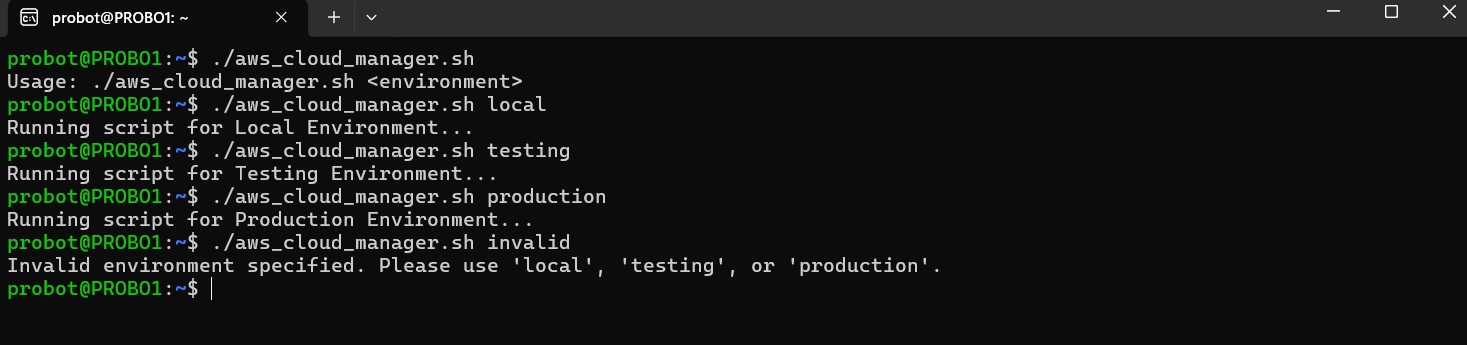 probot@PROBO1: ~
probot@PROBO1:~$ ./aws_cloud_manager.sh
Usage: ./aws_cloud_manager.sh <environment>
probot@PROBO1:~$ ./aws_cloud_manager.sh local
Running script for Local Environment...
probot@PROBO1:~$ ./aws_cloud_manager.sh testing
Running script for Testing Environment...
probot@PROBO1:~$ ./aws_cloud_manager.sh production
Running script for Production Environment...
probot@PROBO1:~$ ./aws_cloud_manager.sh invalid
Invalid environment specified. Please use 'local', 'testing', or 'production'.
probot@PROBO1:~$